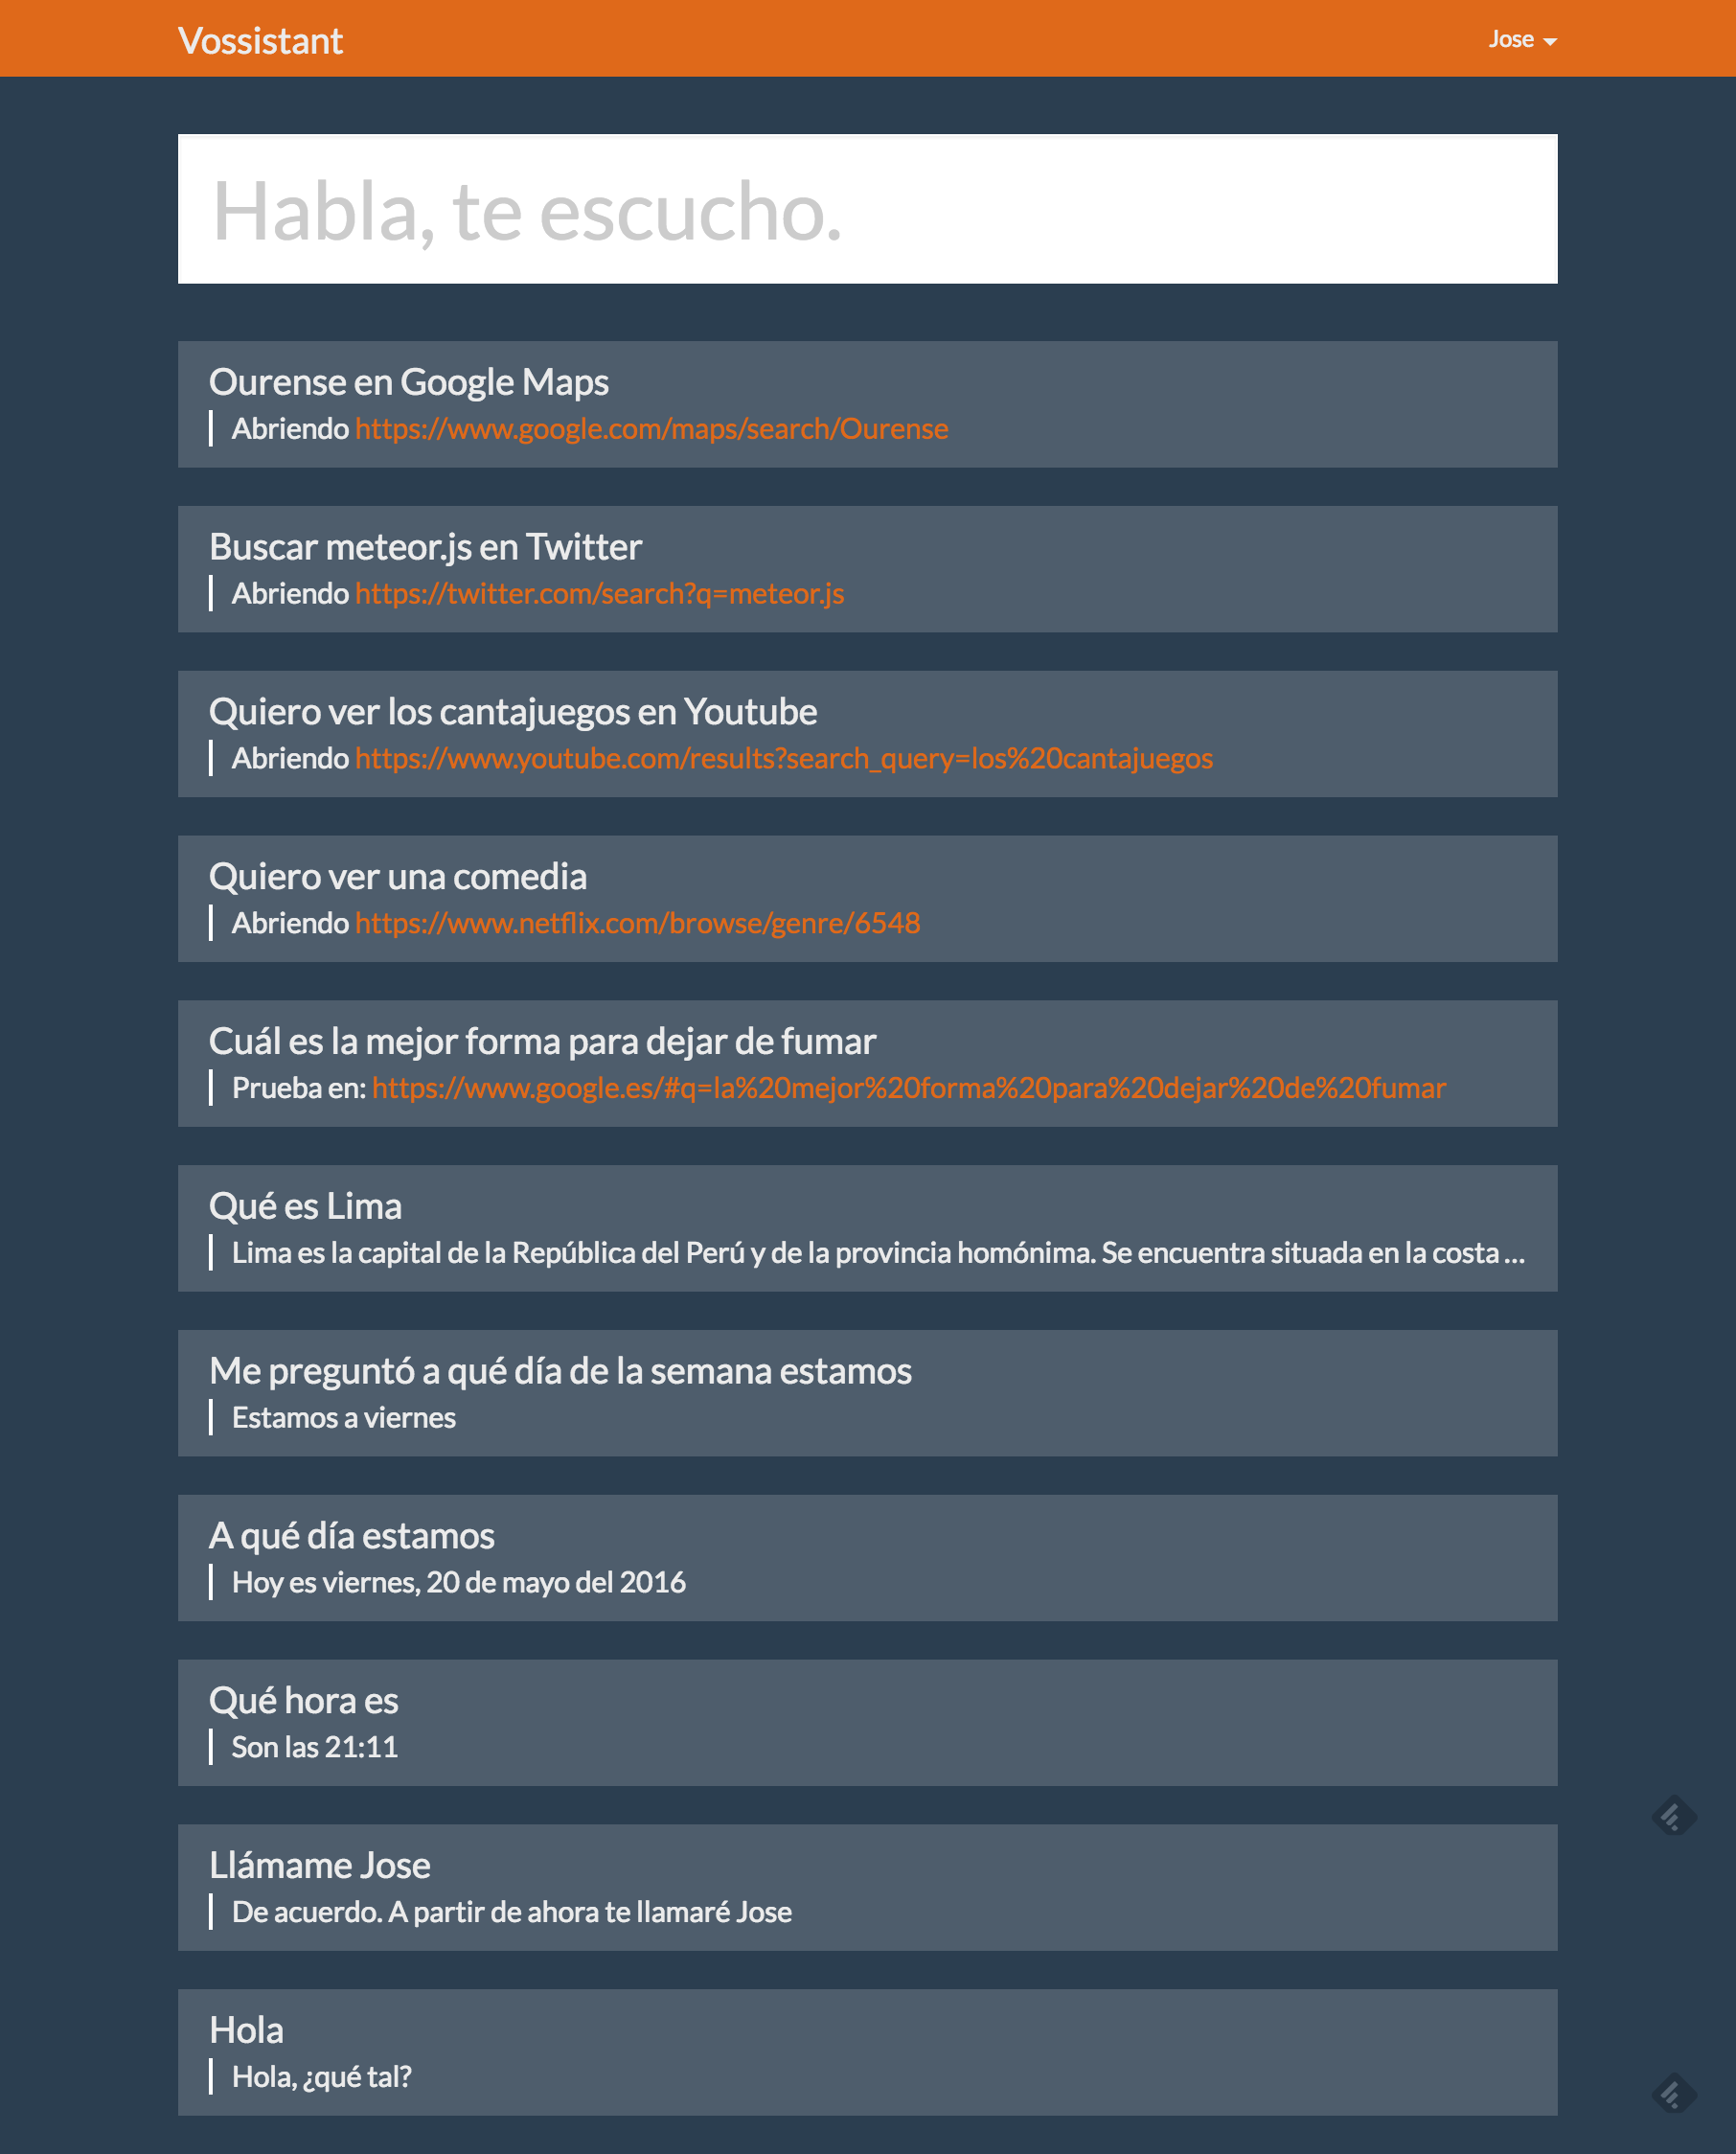 Vossistant
Jose
Habla, te escucho.
Ourense en Google Maps
Abriendo https://www.google.com/maps/search/Ourense
Buscar meteor.js en Twitter
Abriendo https://twitter.com/search?q=meteor.js
Quiero ver los cantajuegos en Youtube
Abriendo https://www.youtube.com/results?search_query=los%20cantajuegos
Quiero ver una comedia
Abriendo https://www.netflix.com/browse/genre/6548
Cuál es la mejor forma para dejar de fumar
Prueba en: https://www.google.es/#q=la%20mejor%20forma%20para%20dejar%20de%20fumar
Qué es Lima
Lima es la capital de la República del Perú y de la provincia homónima. Se encuentra situada en la costa ...
Me preguntó a qué día de la semana estamos
Estamos a viernes
A qué día estamos
Hoy es viernes, 20 de mayo del 2016
Qué hora es
Son las 21:11
Llámame Jose
De acuerdo. A partir de ahora te llamaré Jose
Hola
Hola, ¿qué tal?